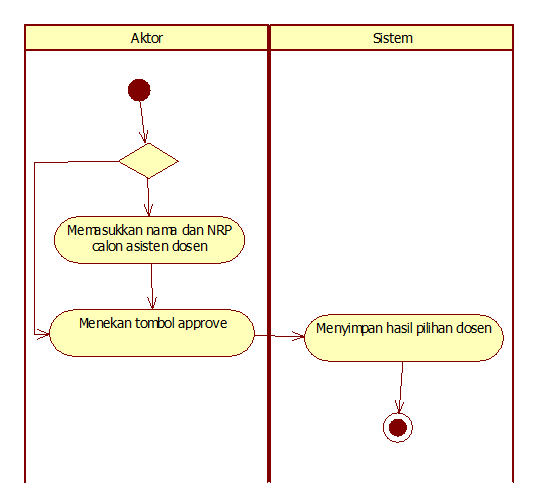 Aktor
Sistem
Memasukkan nama dan NRP
calon asisten dosen
Menekan tombol approve
Menyimpan hasil pilihan dosen